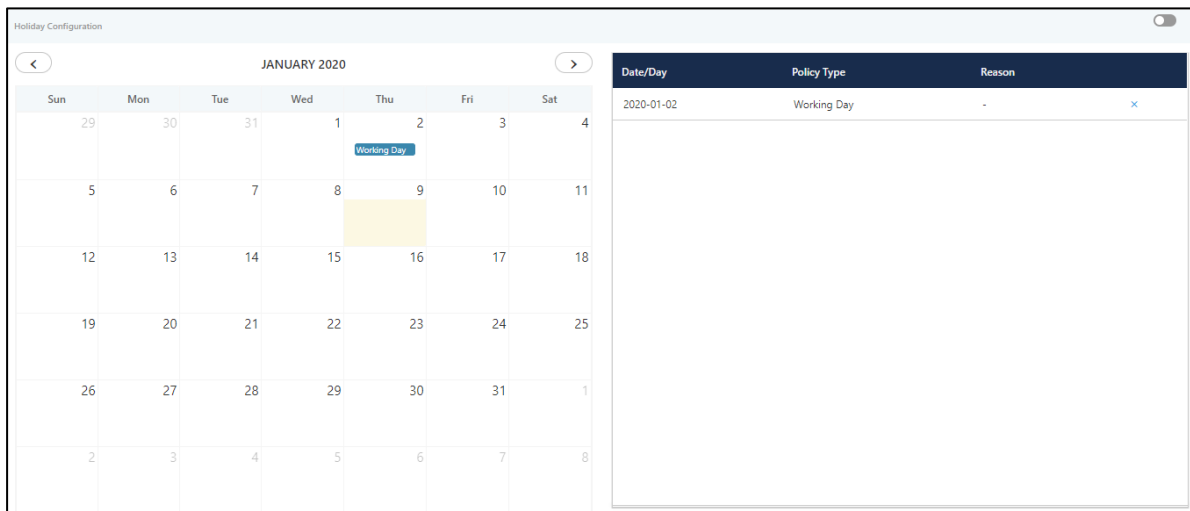 Holiday Configuration
JANUARY 2020
Sun Mon Tue Wed Thu Fri Sat
29 30 31 1 2 3 4
Working Day
5 6 7 8 9 10 11
12 13 14 15 16 17 18
19 20 21 22 23 24 25
26 27 28 29 30 31 1
2 3 4 5 6 7 8
Date/Day Policy Type Reason
2020-01-02 Working Day - ×